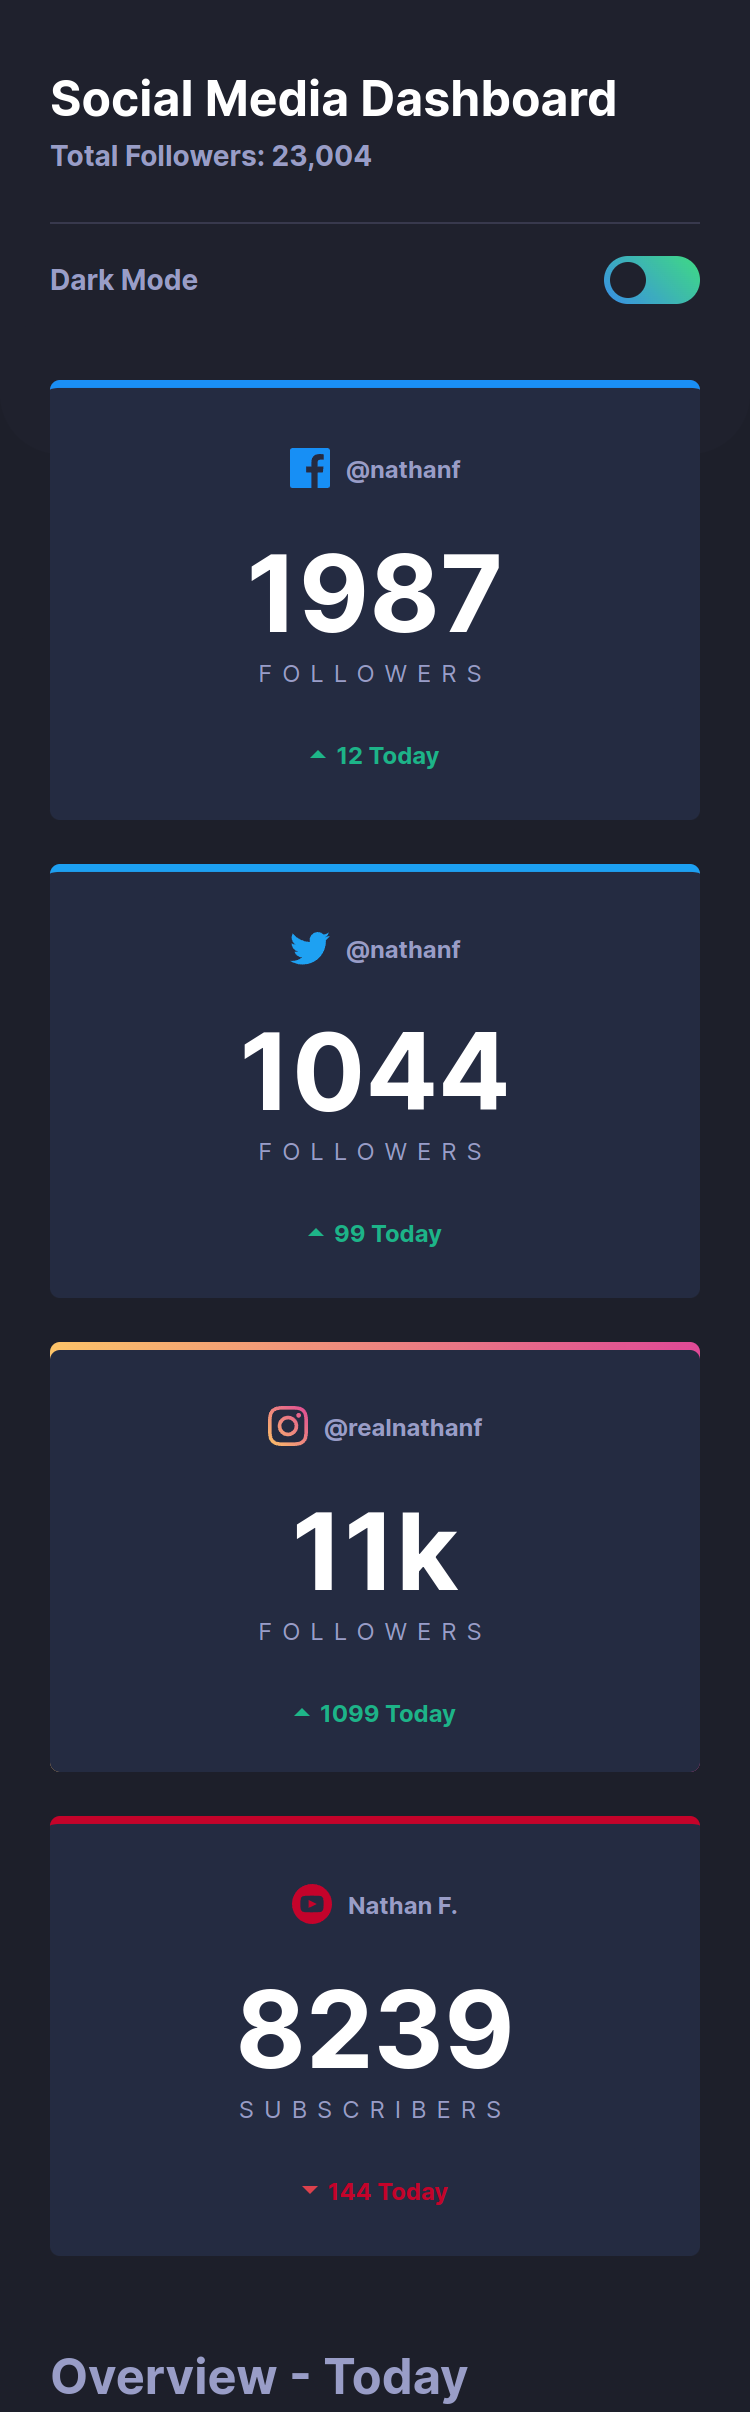 Social Media Dashboard
Total Followers: 23,004
Dark Mode
@nathanf
1987
FOLLOWERS
12 Today
@nathanf
1044
FOLLOWERS
99 Today
@realnathanf
11k
FOLLOWERS
1099 Today
Nathan F.
8239
SUBSCRIBERS
144 Today
Overview - Today